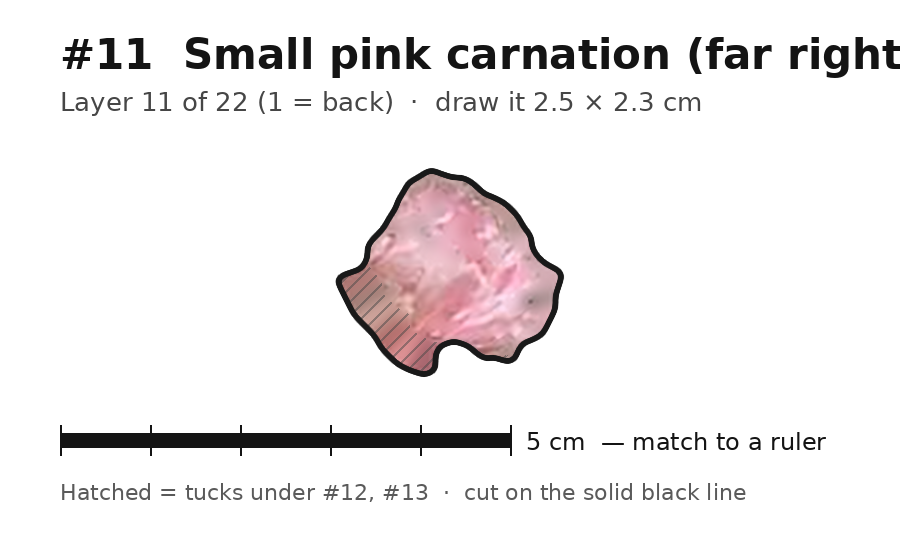 #11 Small pink carnation (far right
Layer 11 of 22 (1 = back) · draw it 2.5 × 2.3 cm
5 cm — match to a ruler
Hatched = tucks under #12, #13 · cut on the solid black line